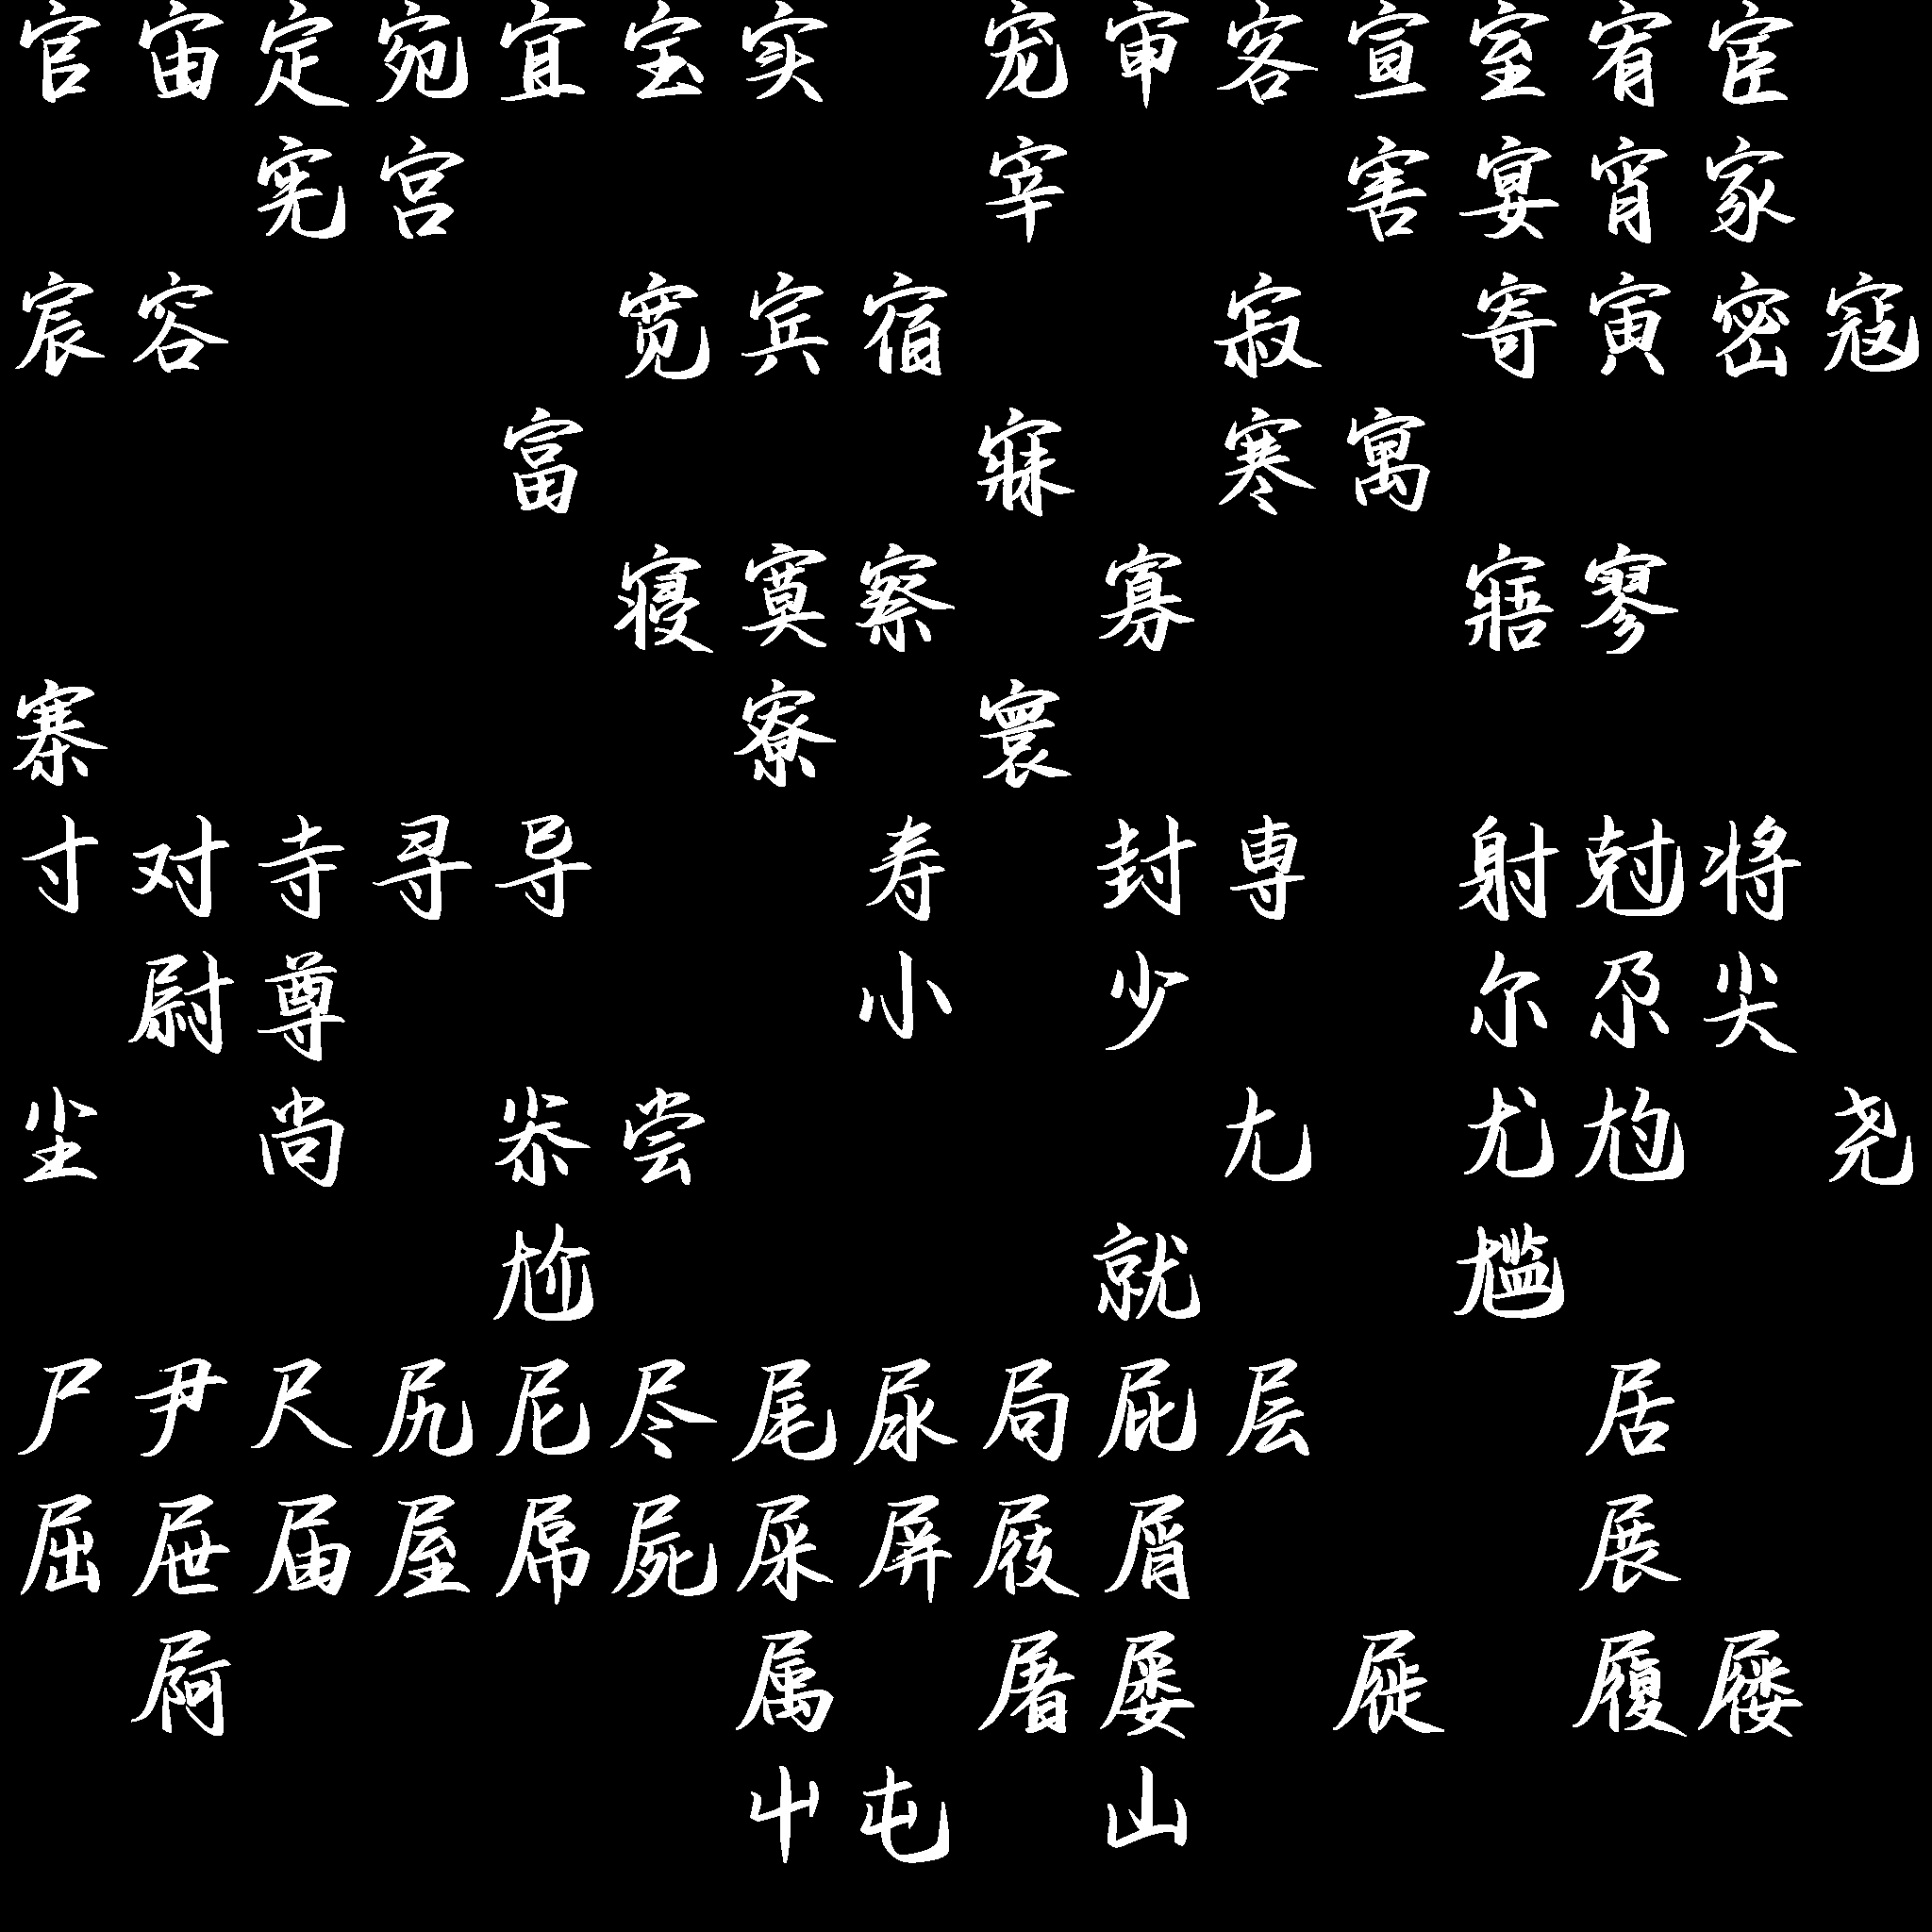 官宙定宛宜宝实 宠审客宣室宥宦
宪宫 宰 害宴宵家
宸容 宽宾宿 寂 寄寅密寇
富 寐 寒寓
寝寞察 寡 寤寥
寨 寮 寰
寸对寺寻导 寿 封専 射尅将
尉尊 小 少 尔尕尖
尘 尚 尜尝 尢 尤尥 尧
尬 就 尴
尸尹尺尻尼尽尾尿局屁层 居
屈屉届屋屌屍屎屏屐屑 展
屙 属 屠屡 屣 履屦
屮屯 山